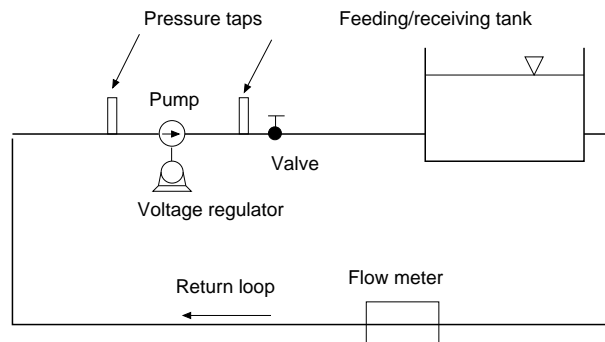 Pressure taps
Feeding/receiving tank
Pump
Valve
Voltage regulator
Flow meter
Return loop